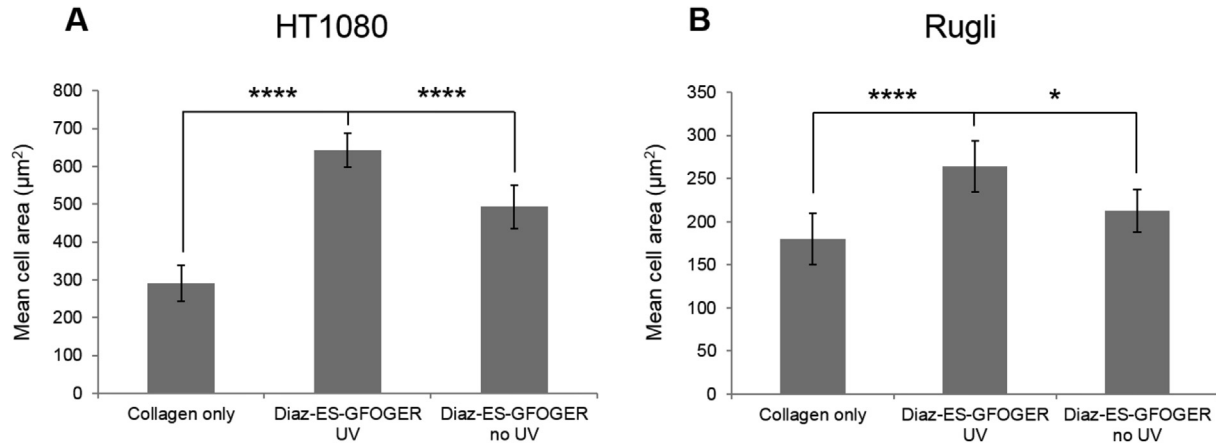 A
HT1080
Mean cell area (µm²)
800
700
600
500
400
300
200
100
0
****
****
Collagen only
Diaz-ES-GFOGER
UV
Diaz-ES-GFOGER
no UV
B
Rugli
Mean cell area (µm²)
350
300
250
200
150
100
50
0
****
*
Collagen only
Diaz-ES-GFOGER
UV
Diaz-ES-GFOGER
no UV